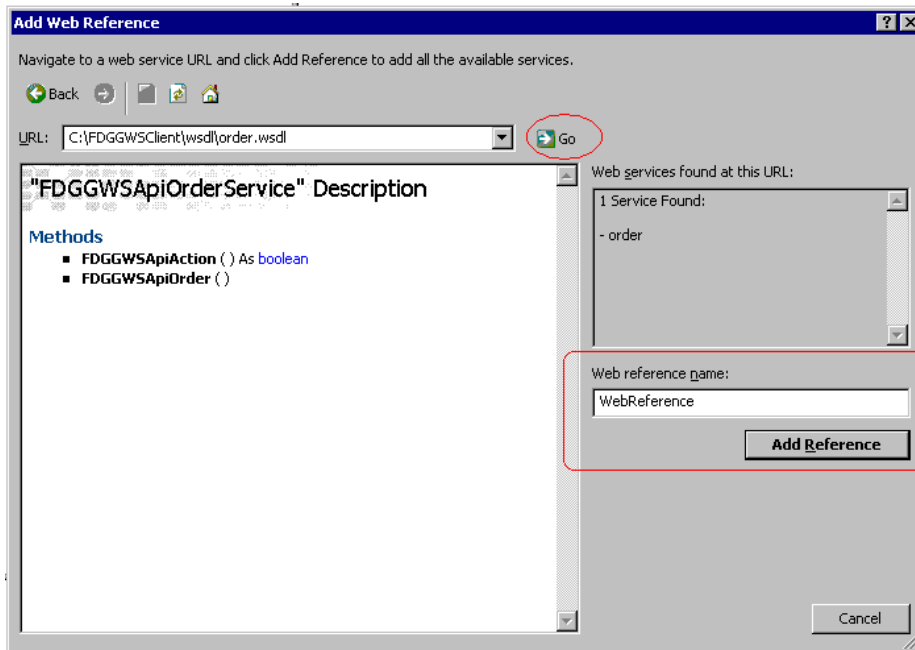 Add Web Reference
Navigate to a web service URL and click Add Reference to add all the available services.
Back
URL: C:\FDGGWSClient\wsdl\order.wsdl
Go
"FDGGWSApiOrderService" Description
Methods
FDGGWSApiAction ( ) As boolean
FDGGWSApiOrder ( )
Web services found at this URL:
1 Service Found:
- order
Web reference name:
WebReference
Add Reference
Cancel